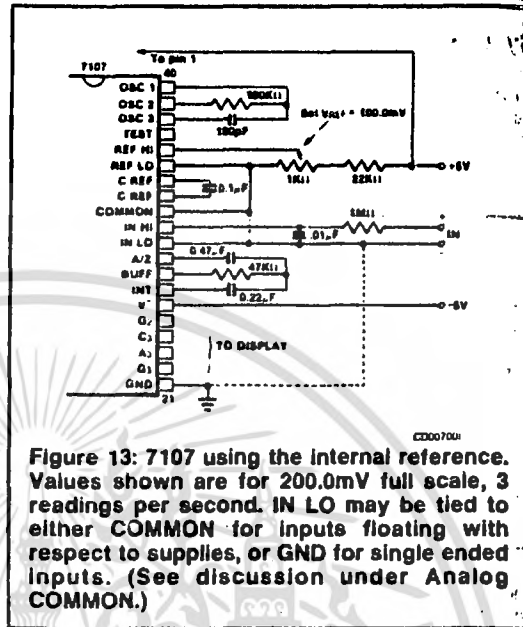 To pin 1
7107
40
OSC 1
OSC 2
OSC 3
TEST
REF HI
REF LO
C REF
C REF
COMMON
IN HI
IN LO
A/Z
BUFF
INT
V-
G2
C3
A3
G3
GND
21
180KΩ
180pF
Set VREF = 100.0mV
1KΩ
22KΩ
+5V
0.1μF
1MΩ
.01μF
IN
0.47μF
47KΩ
0.22μF
-5V
TO DISPLAY
CD00700I
Figure 13: 7107 using the internal reference.
Values shown are for 200.0mV full scale, 3
readings per second. IN LO may be tied to
either COMMON for inputs floating with
respect to supplies, or GND for single ended
inputs. (See discussion under Analog
COMMON.)